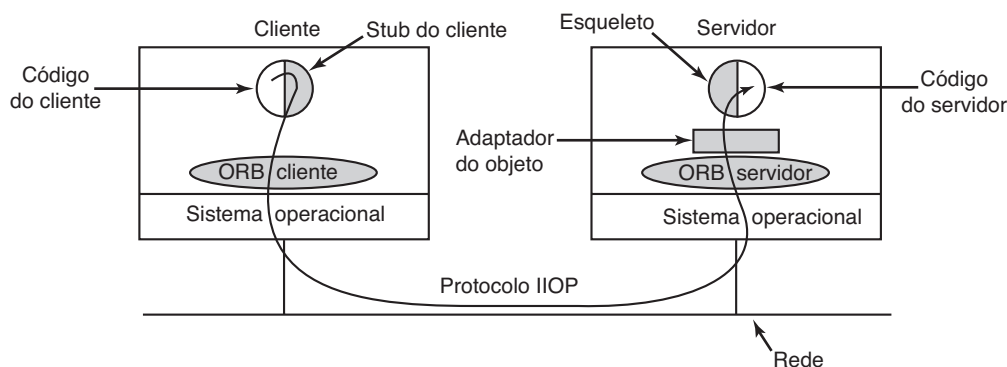 Cliente
Stub do cliente
Esqueleto
Servidor
Código
do cliente
Código
do servidor
Adaptador
do objeto
ORB cliente
ORB servidor
Sistema operacional
Sistema operacional
Protocolo IIOP
Rede